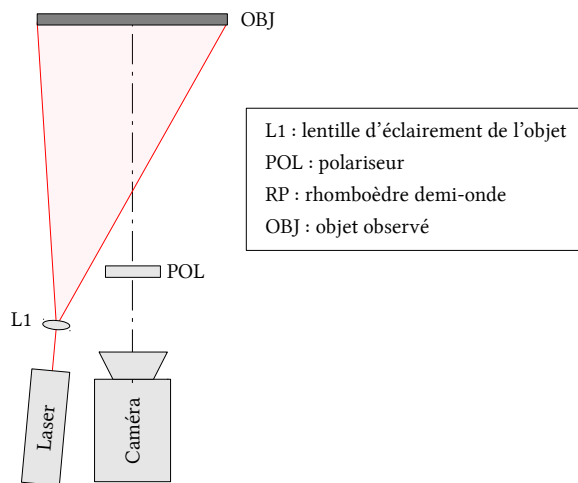 OBJ
L1 : lentille d'éclairement de l'objet
POL : polariseur
RP : rhomboèdre demi-onde
OBJ : objet observé
POL
L1
Laser
Caméra